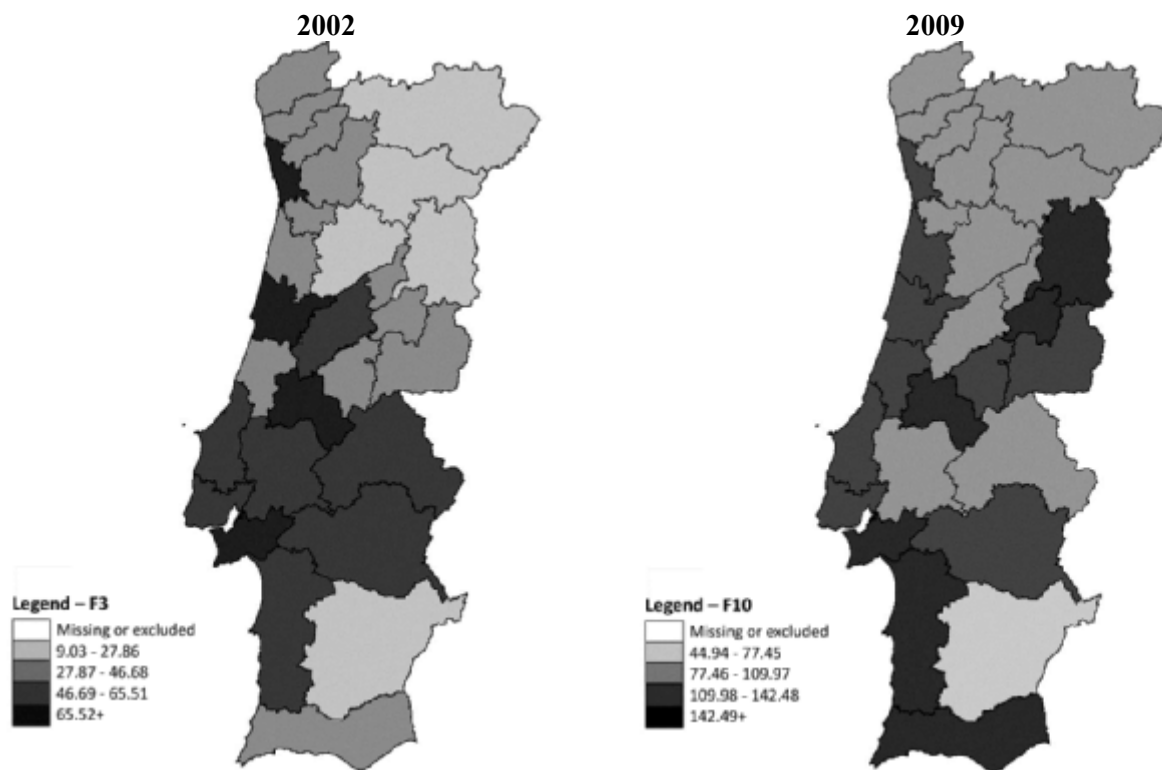 2002
2009
Legend – F3
Missing or excluded
9.03 - 27.86
27.87 - 46.68
46.69 - 65.51
65.52+
Legend – F10
Missing or excluded
44.94 - 77.45
77.46 - 109.97
109.98 - 142.48
142.49+